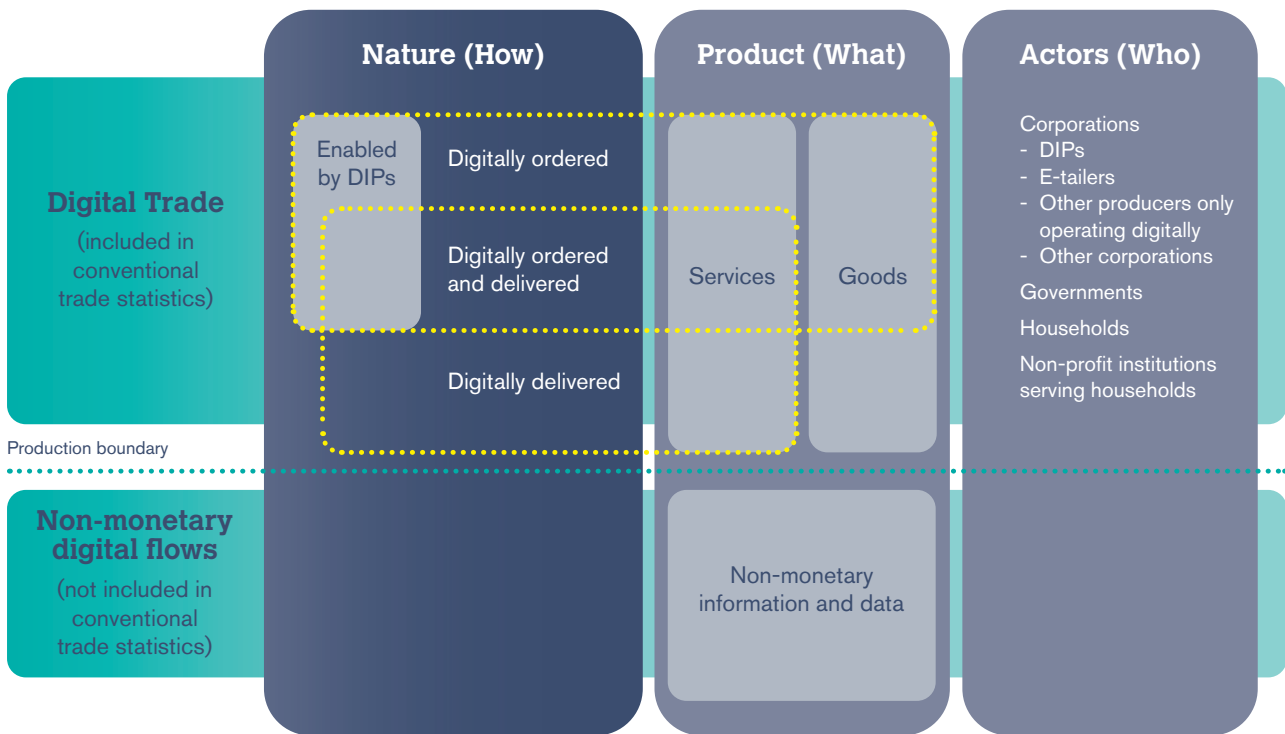 Nature (How)
Product (What)
Actors (Who)
Digital Trade
(included in
conventional
trade statistics)
Enabled
by DIPs
Digitally ordered
Digitally ordered
and delivered
Digitally delivered
Services
Goods
Corporations
- DIPs
- E-tailers
- Other producers only
operating digitally
- Other corporations
Governments
Households
Non-profit institutions
serving households
Production boundary
Non-monetary
digital flows
(not included in
conventional
trade statistics)
Non-monetary
information and data